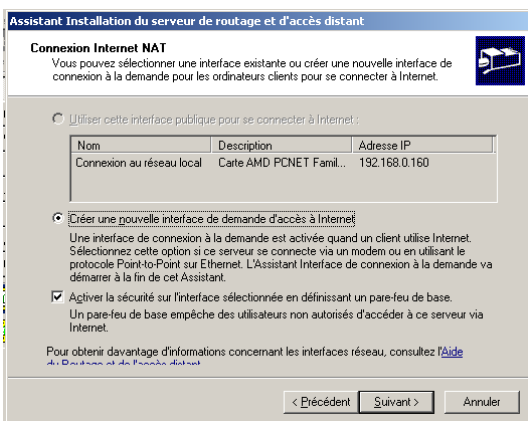 Assistant Installation du serveur de routage et d'accès distant
Connexion Internet NAT
Vous pouvez sélectionner une interface existante ou créer une nouvelle interface de
connexion à la demande pour les ordinateurs clients pour se connecter à Internet.
Utiliser cette interface publique pour se connecter à Internet :
Nom Description Adresse IP
Connexion au réseau local Carte AMD PCNET Famil... 192.168.0.160
Créer une nouvelle interface de demande d'accès à Internet
Une interface de connexion à la demande est activée quand un client utilise Internet.
Sélectionnez cette option si ce serveur se connecte via un modem ou en utilisant le
protocole Point-to-Point sur Ethernet. L'Assistant Interface de connexion à la demande va
démarrer à la fin de cet Assistant.
Activer la sécurité sur l'interface sélectionnée en définissant un pare-feu de base.
Un pare-feu de base empêche des utilisateurs non autorisés d'accéder à ce serveur via
Internet.
Pour obtenir davantage d'informations concernant les interfaces réseau, consultez l'Aide
du Routage et de l'accès distant
< Précédent Suivant > Annuler